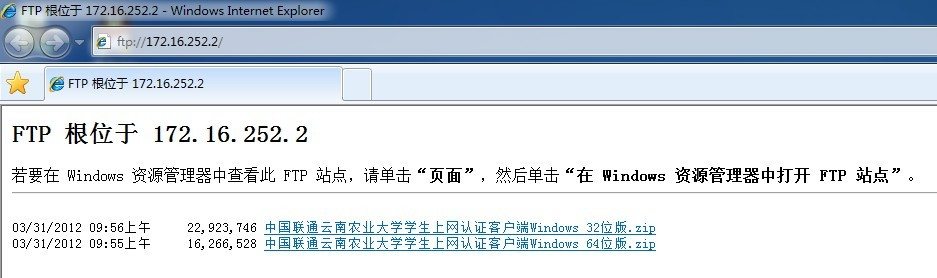 FTP 根位于 172.16.252.2 - Windows Internet Explorer
ftp://172.16.252.2/
FTP 根位于 172.16.252.2
FTP 根位于 172.16.252.2
若要在 Windows 资源管理器中查看此 FTP 站点，请单击“页面”，然后单击“在 Windows 资源管理器中打开 FTP 站点”。
03/31/2012 09:56上午 22,923,746 中国联通云南农业大学学生上网认证客户端Windows 32位版.zip
03/31/2012 09:55上午 16,266,528 中国联通云南农业大学学生上网认证客户端Windows 64位版.zip